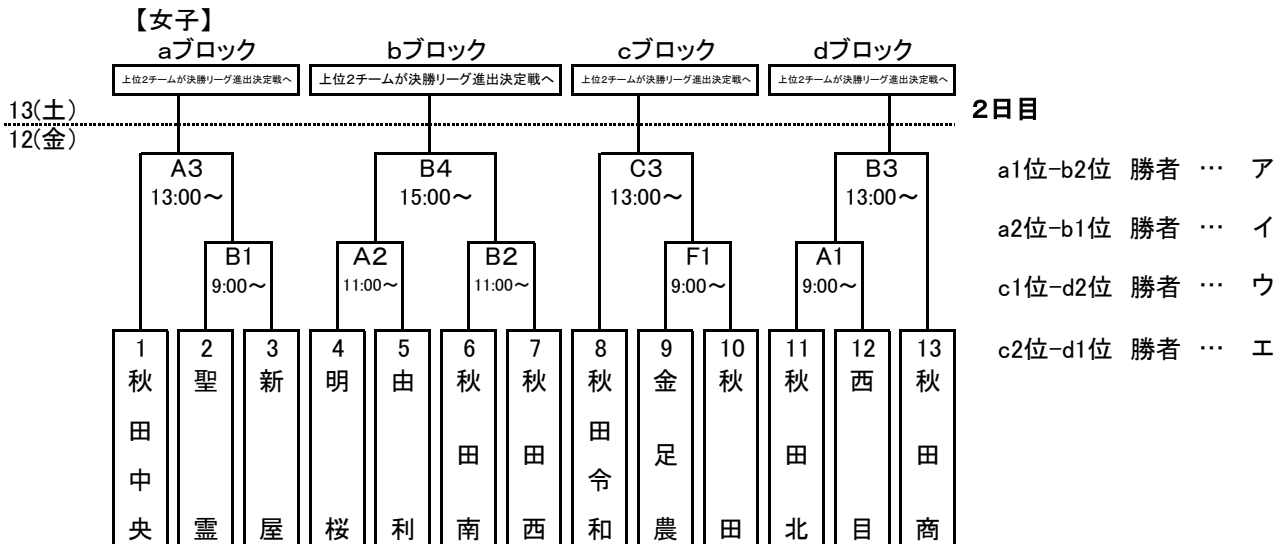 【女子】
aブロック
bブロック
cブロック
dブロック
上位2チームが決勝リーグ進出決定戦へ
上位2チームが決勝リーグ進出決定戦へ
上位2チームが決勝リーグ進出決定戦へ
上位2チームが決勝リーグ進出決定戦へ
13(土)
12(金)
2日目
A3
13:00～
B4
15:00～
C3
13:00～
B3
13:00～
B1
9:00～
A2
11:00～
B2
11:00～
F1
9:00～
A1
9:00～
a1位-b2位 勝者 … ア
a2位-b1位 勝者 … イ
c1位-d2位 勝者 … ウ
c2位-d1位 勝者 … エ
1 秋田中央
2 聖霊
3 新屋
4 明桜
5 由利
6 秋田南
7 秋田西
8 秋田令和
9 金足農
10 秋田
11 秋田北
12 西目
13 秋田商